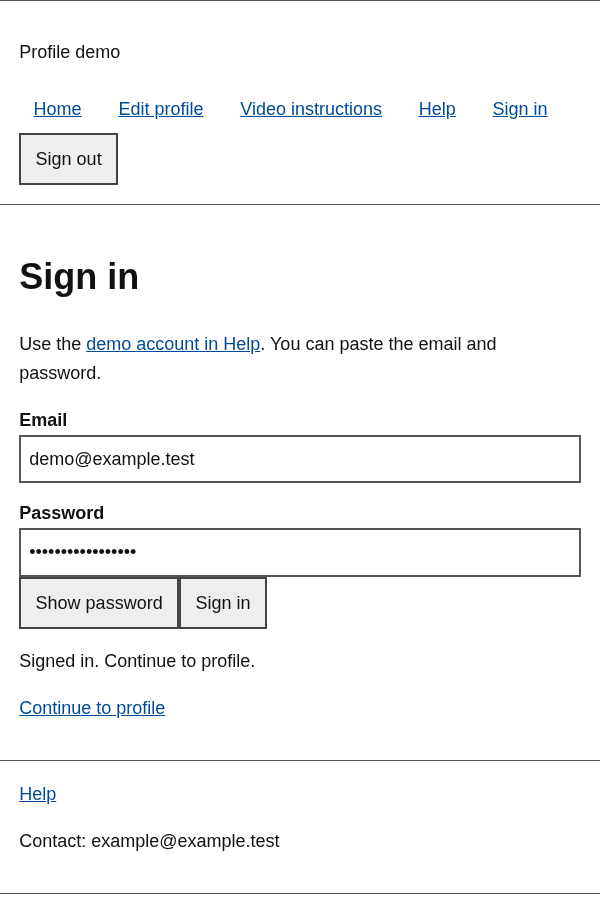 Profile demo
Home Edit profile Video instructions Help Sign in
Sign out
Sign in
Use the demo account in Help. You can paste the email and
password.
Email
demo@example.test
Password
•••••••••••••••••
Show password Sign in
Signed in. Continue to profile.
Continue to profile
Help
Contact: example@example.test